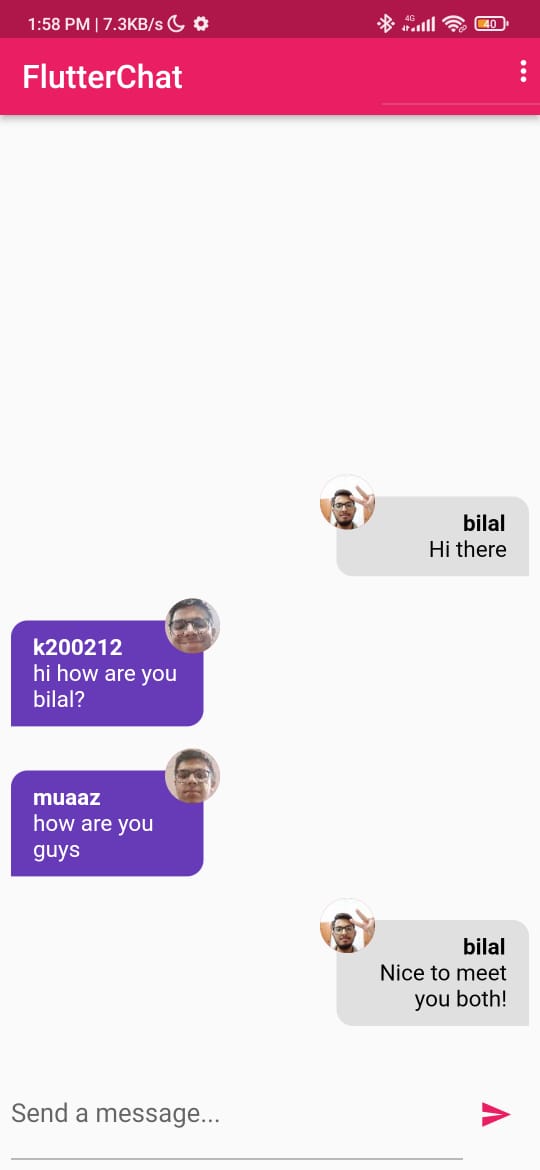 1:58 PM | 7.3KB/s 4G 40
FlutterChat
bilal
Hi there
k200212
hi how are you
bilal?
muaaz
how are you
guys
bilal
Nice to meet
you both!
Send a message...